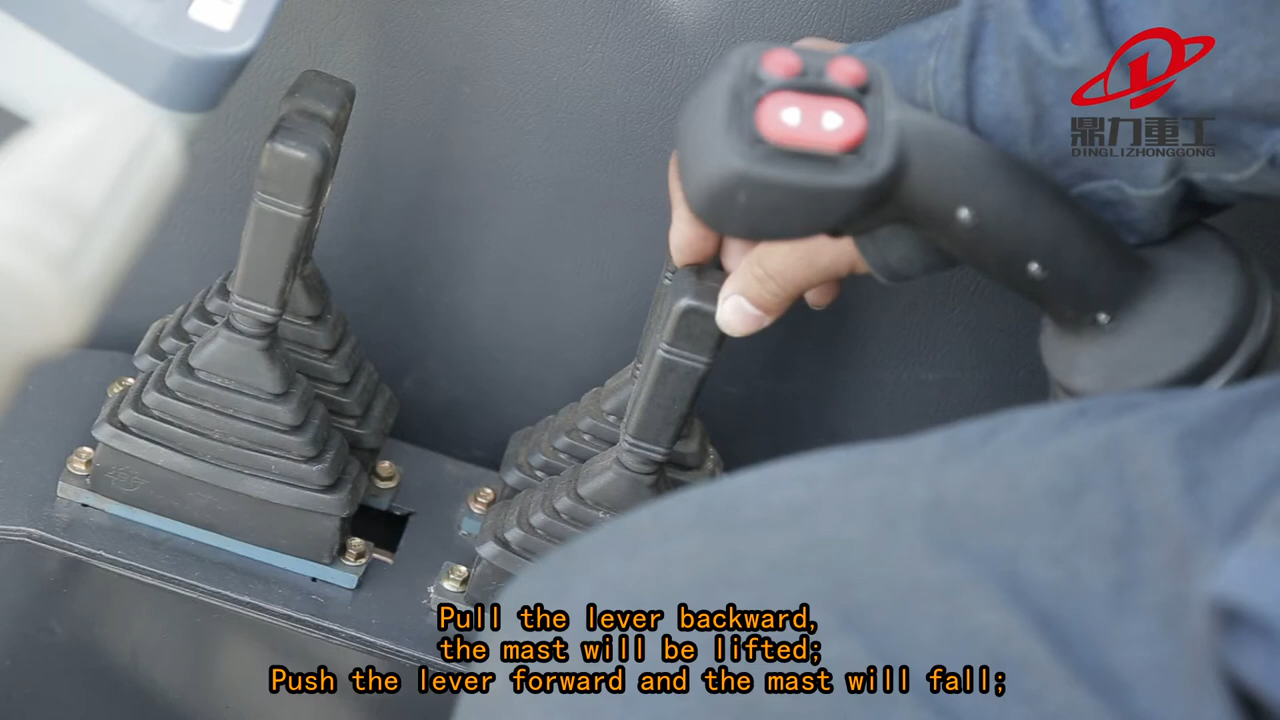 鼎力重工
DINGLIZHONGGONG
Pull the lever backward,
the mast will be lifted;
Push the lever forward and the mast will fall;